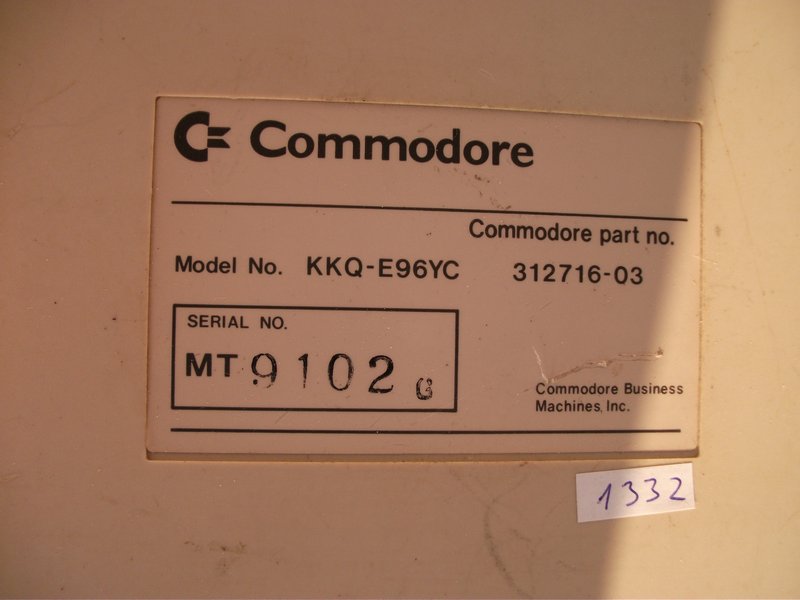 Commodore
Commodore part no.
Model No. KKQ-E96YC 312716-03
SERIAL NO.
MT 9102 G
Commodore Business
Machines, Inc.
1332